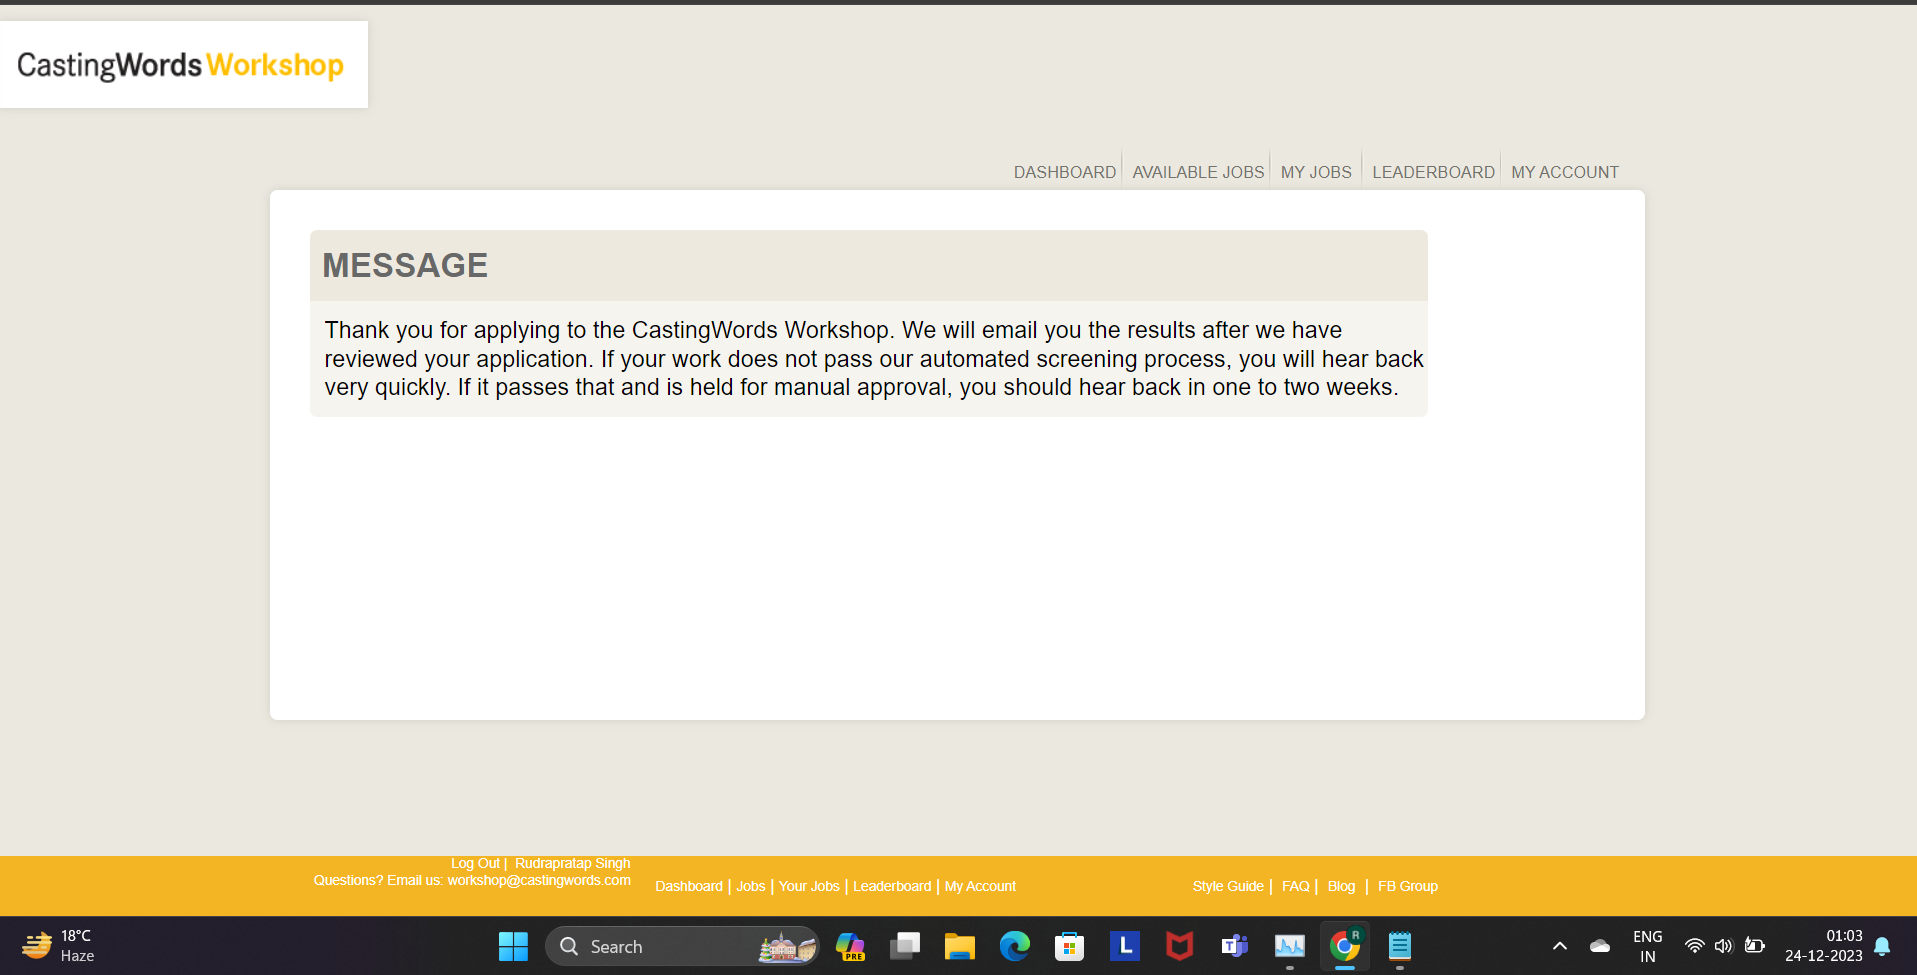 CastingWords Workshop
DASHBOARD AVAILABLE JOBS MY JOBS LEADERBOARD MY ACCOUNT
MESSAGE
Thank you for applying to the CastingWords Workshop. We will email you the results after we have
reviewed your application. If your work does not pass our automated screening process, you will hear back
very quickly. If it passes that and is held for manual approval, you should hear back in one to two weeks.
Log Out | Rudrapratap Singh
Questions? Email us: workshop@castingwords.com
Dashboard | Jobs | Your Jobs | Leaderboard | My Account
Style Guide | FAQ | Blog | FB Group
18°C
Haze
Search
PRE
L
T
R
ENG
IN
01:03
24-12-2023